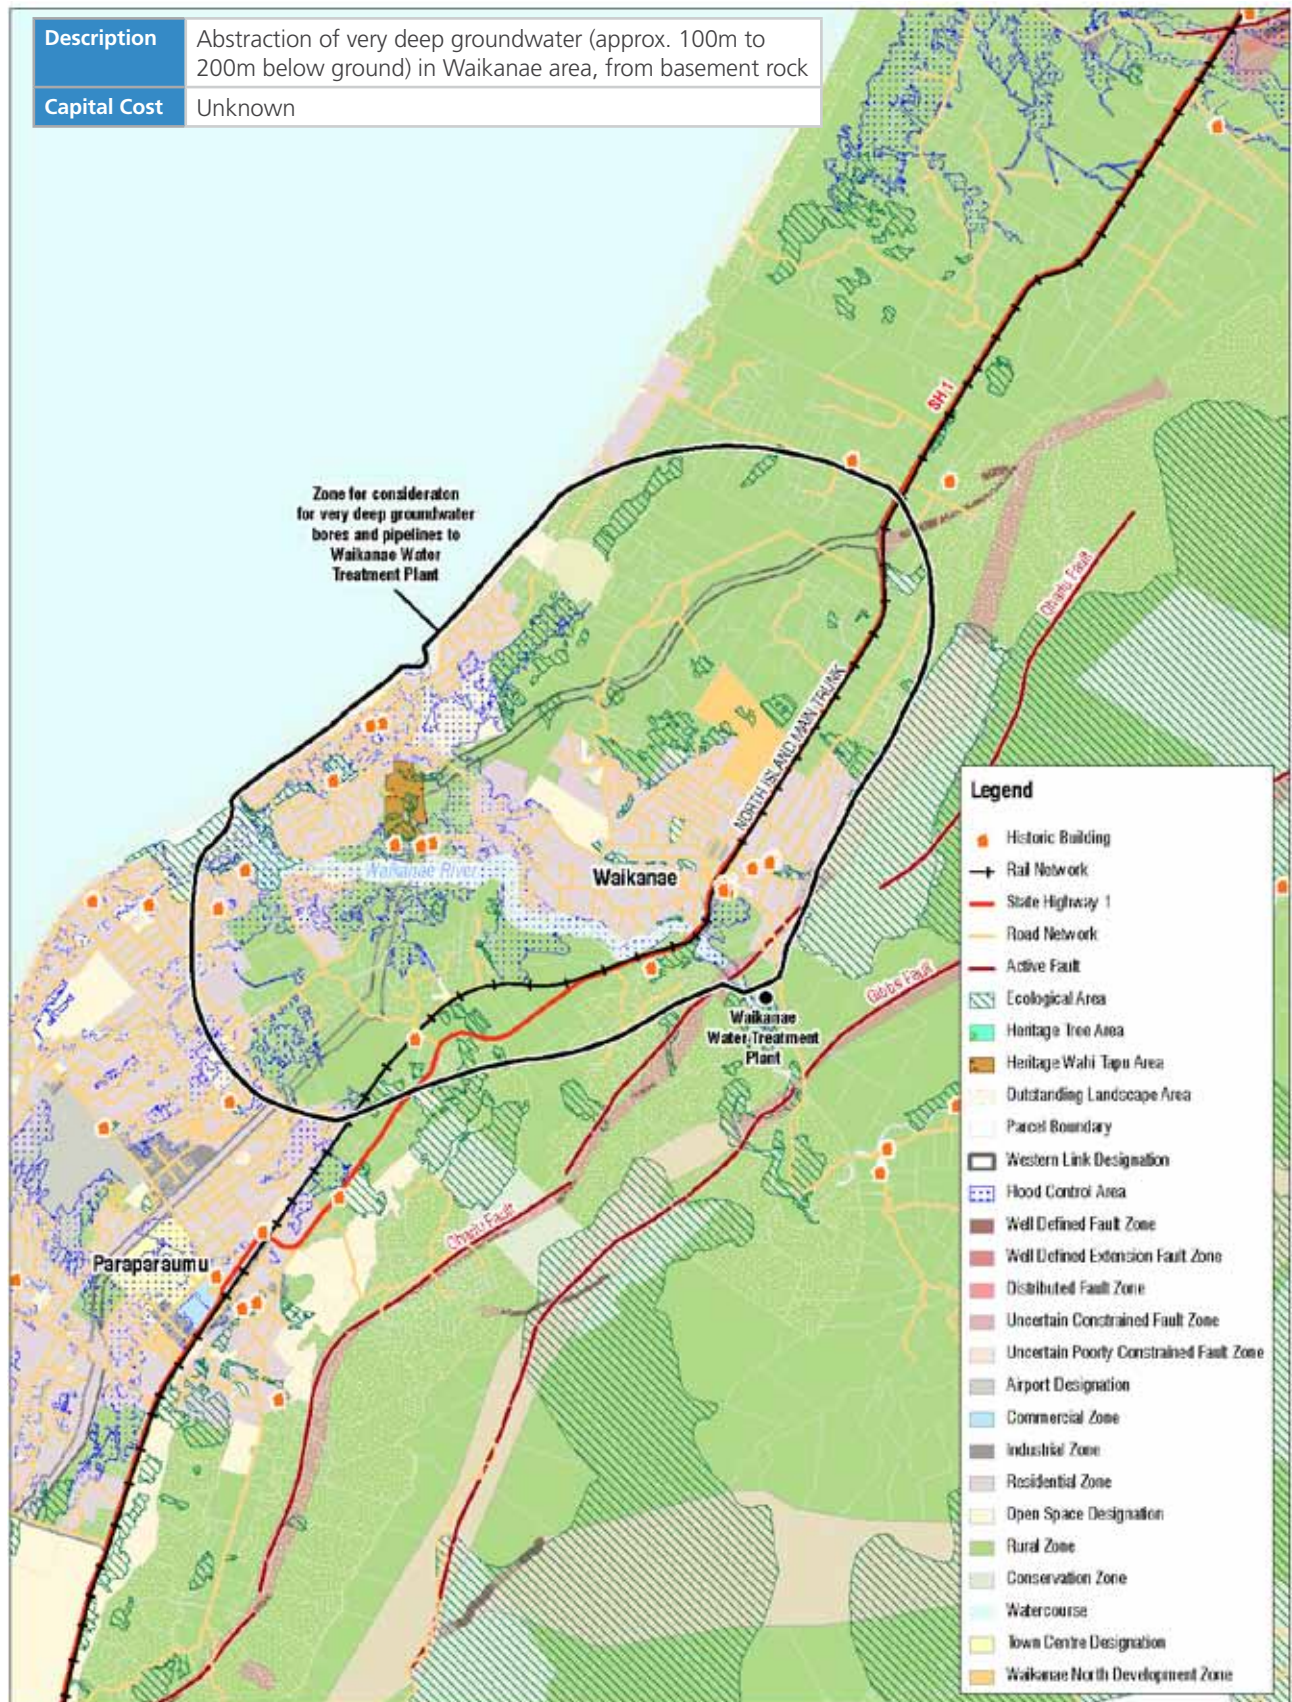 Description
Abstraction of very deep groundwater (approx. 100m to
200m below ground) in Waikanae area, from basement rock
Capital Cost
Unknown
SH 1
Zone for consideraton
for very deep groundwater
bores and pipelines to
Waikanae Water
Treatment Plant
Ohariu Fault
NORTH ISLAND MAIN TRUNK
Waikanae River
Waikanae
Gibbs Fault
Waikanae
Water Treatment
Plant
Ohariu Fault
Paraparaumu
Legend
Historic Building
Rail Network
State Highway 1
Road Network
Active Fault
Ecological Area
Heritage Tree Area
Heritage Wahi Tapu Area
Outstanding Landscape Area
Parcel Boundary
Western Link Designation
Flood Control Area
Well Defined Fault Zone
Well Defined Extension Fault Zone
Distributed Fault Zone
Uncertain Constrained Fault Zone
Uncertain Poorly Constrained Fault Zone
Airport Designation
Commercial Zone
Industrial Zone
Residential Zone
Open Space Designation
Rural Zone
Conservation Zone
Watercourse
Town Centre Designation
Waikanae North Development Zone